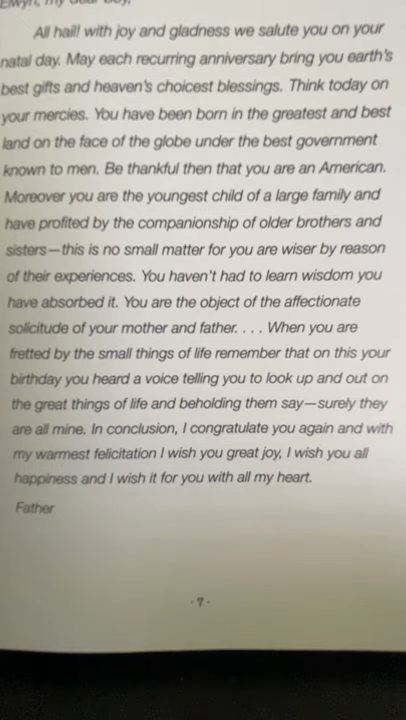 Elwyn, my dear boy,
All hail! with joy and gladness we salute you on your
natal day. May each recurring anniversary bring you earth's
best gifts and heaven's choicest blessings. Think today on
your mercies. You have been born in the greatest and best
land on the face of the globe under the best government
known to men. Be thankful then that you are an American.
Moreover you are the youngest child of a large family and
have profited by the companionship of older brothers and
sisters—this is no small matter for you are wiser by reason
of their experiences. You haven't had to learn wisdom you
have absorbed it. You are the object of the affectionate
solicitude of your mother and father. . . . When you are
fretted by the small things of life remember that on this your
birthday you heard a voice telling you to look up and out on
the great things of life and beholding them say—surely they
are all mine. In conclusion, I congratulate you again and with
my warmest felicitation I wish you great joy, I wish you all
happiness and I wish it for you with all my heart.
Father
· 7 ·